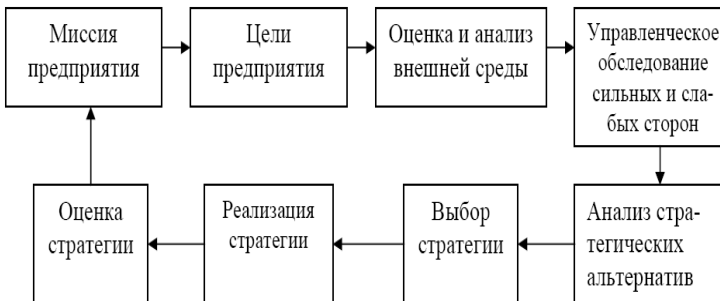 Миссия
предприятия
Цели
предприятия
Оценка и анализ
внешней среды
Управленческое
обследование
сильных и сла-
бых сторон
Анализ стра-
тегических
альтернатив
Выбор
стратегии
Реализация
стратегии
Оценка
стратегии